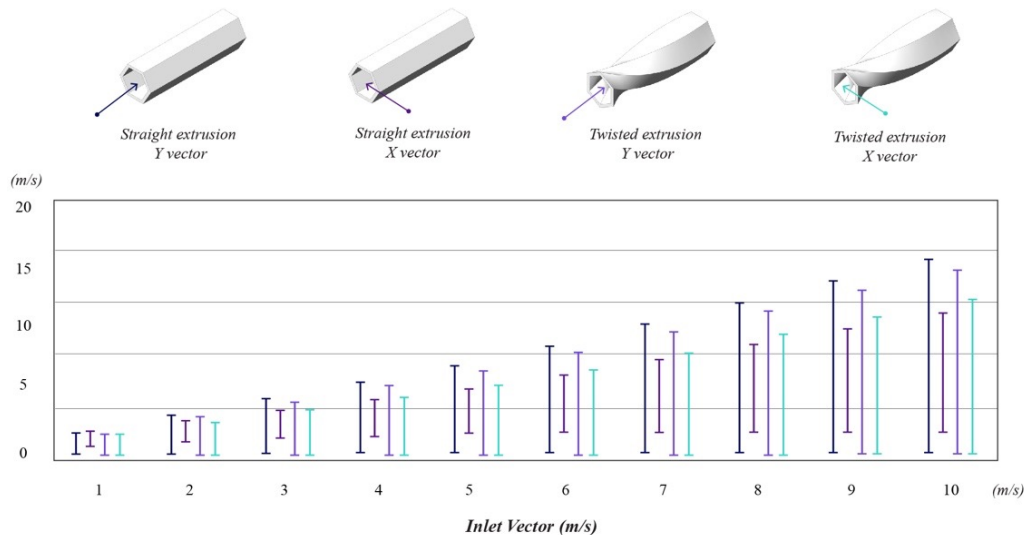 Straight extrusion
Y vector
Straight extrusion
X vector
Twisted extrusion
Y vector
Twisted extrusion
X vector
(m/s)
20
15
10
5
0
1 2 3 4 5 6 7 8 9 10 (m/s)
Inlet Vector (m/s)